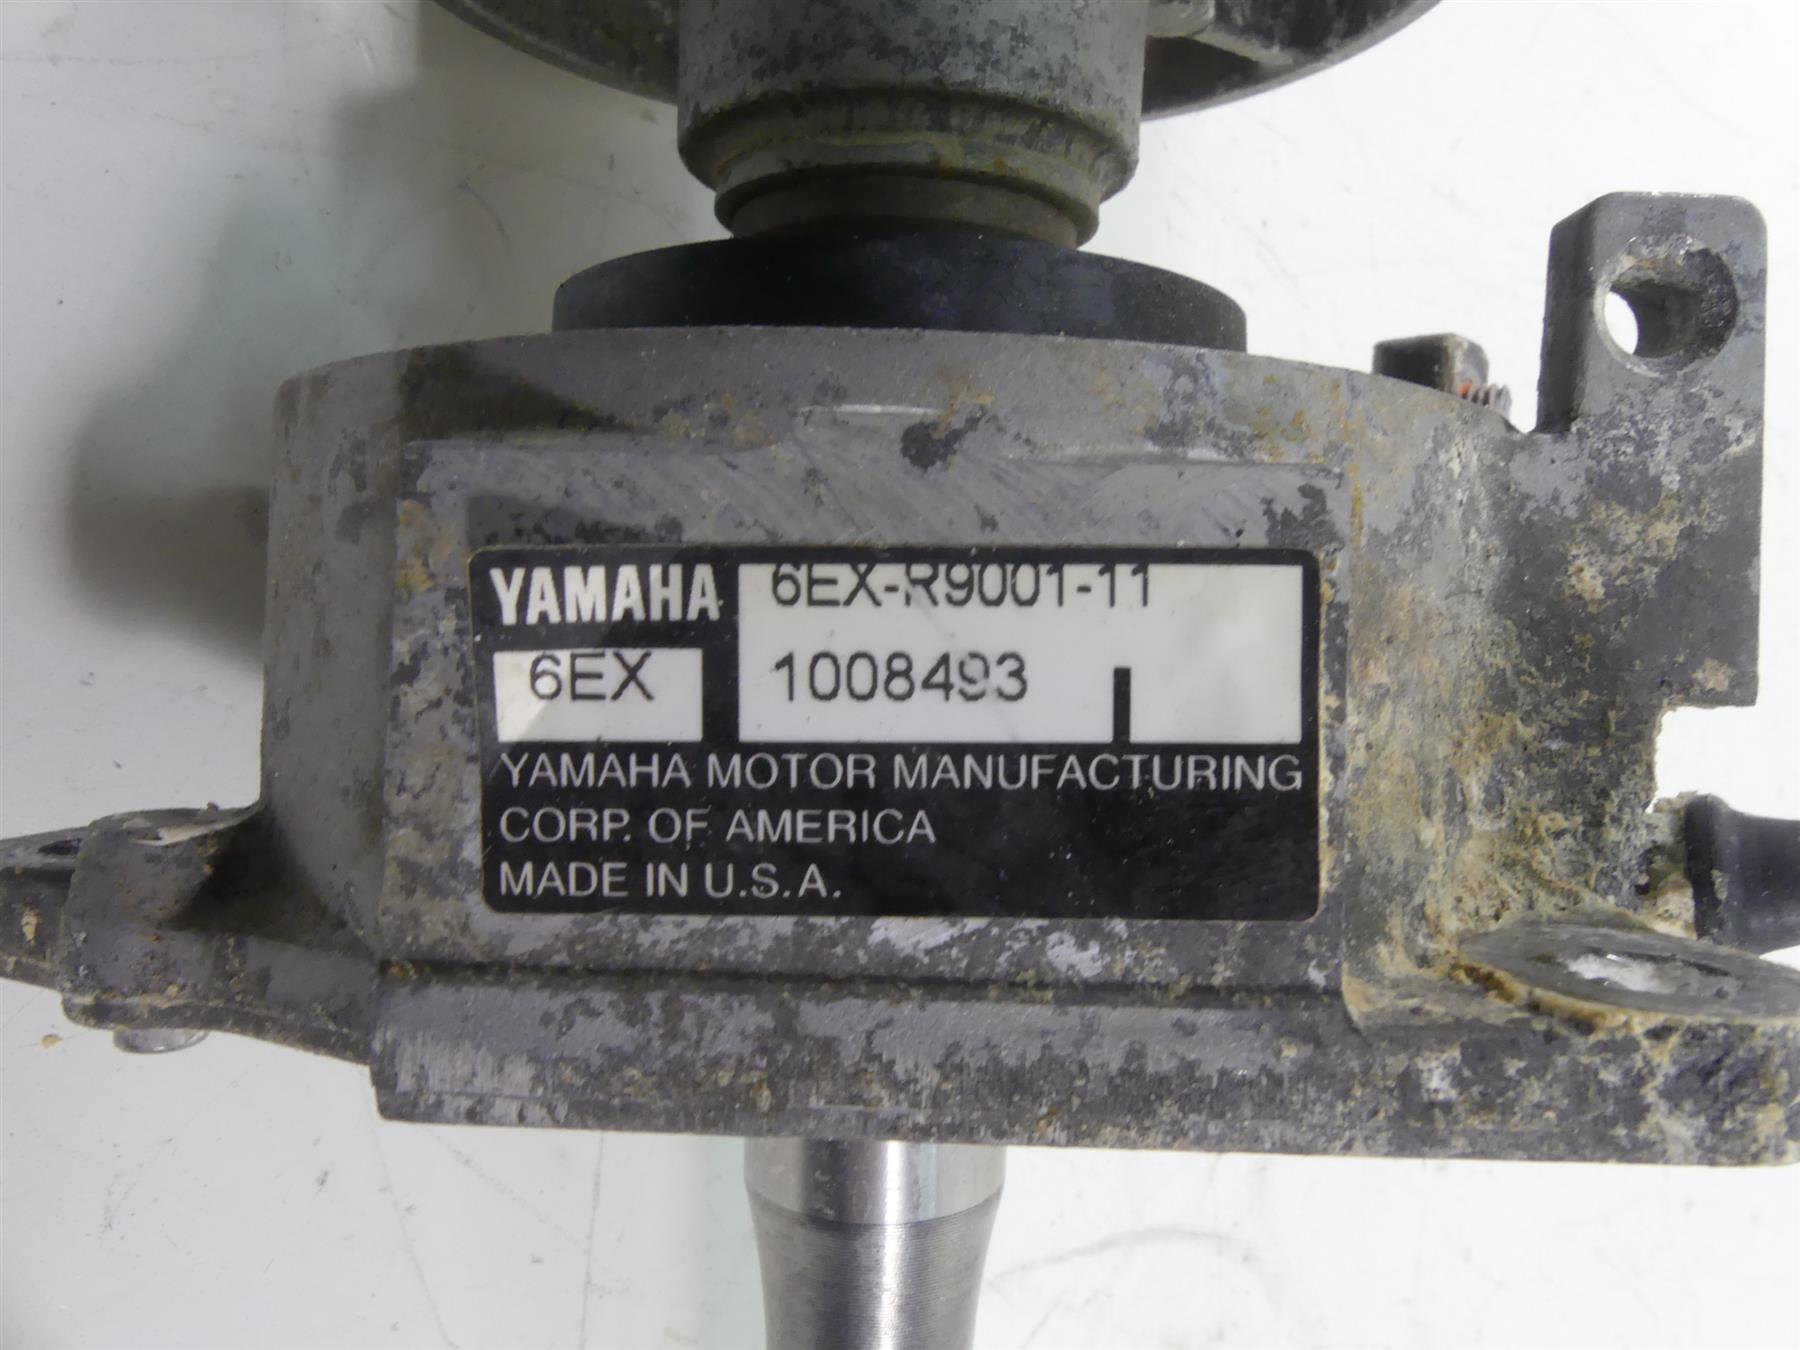 YAMAHA 6EX-R9001-11
6EX 1008493
YAMAHA MOTOR MANUFACTURING
CORP. OF AMERICA
MADE IN U.S.A.